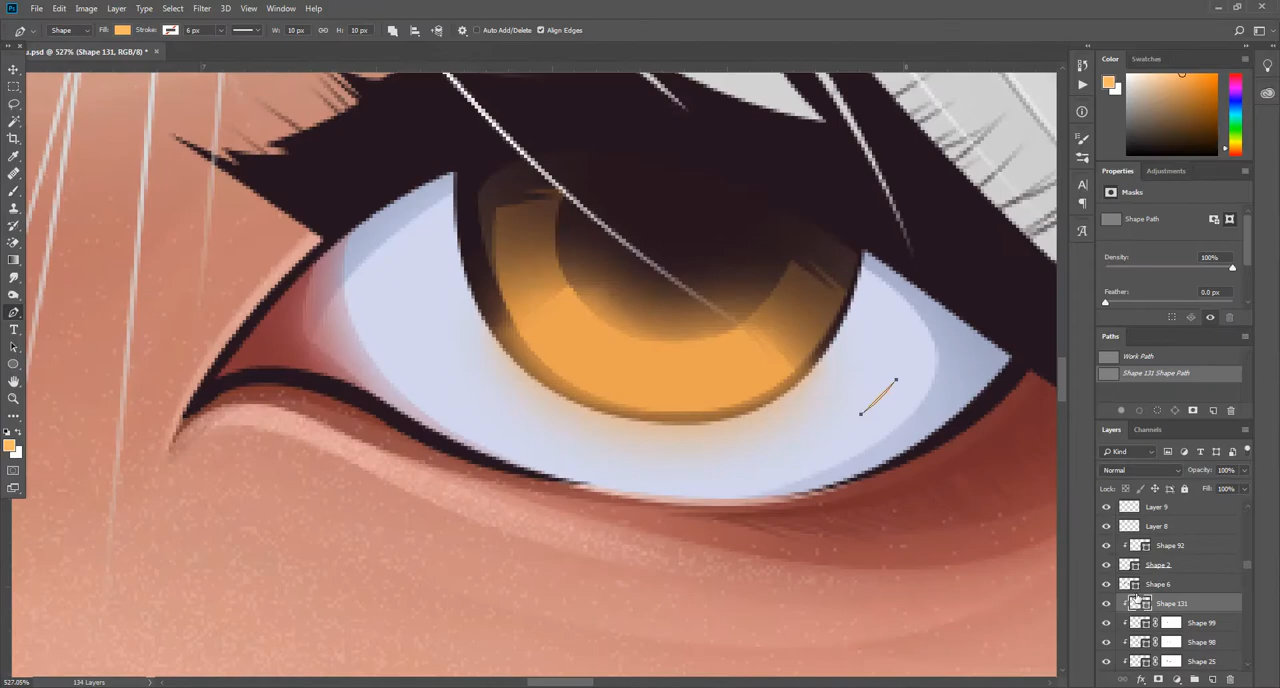 Ps File Edit Image Layer Type Select Filter 3D View Window Help
Shape Fill: Stroke: 6 px W: 10 px H: 10 px Auto Add/Delete Align Edges
u.psd @ 527% (Shape 131, RGB/8) * ×
7 8
Color Swatches
Properties Adjustments
Masks
Shape Path
Density: 100%
Feather: 0.0 px
Paths
Work Path
Shape 131 Shape Path
Layers Channels
Kind
Normal Opacity: 100%
Lock: Fill: 100%
Layer 9
Layer 8
Shape 92
Shape 2
Shape 6
Shape 131
Shape 99
Shape 98
Shape 25
527.05% 134 Layers